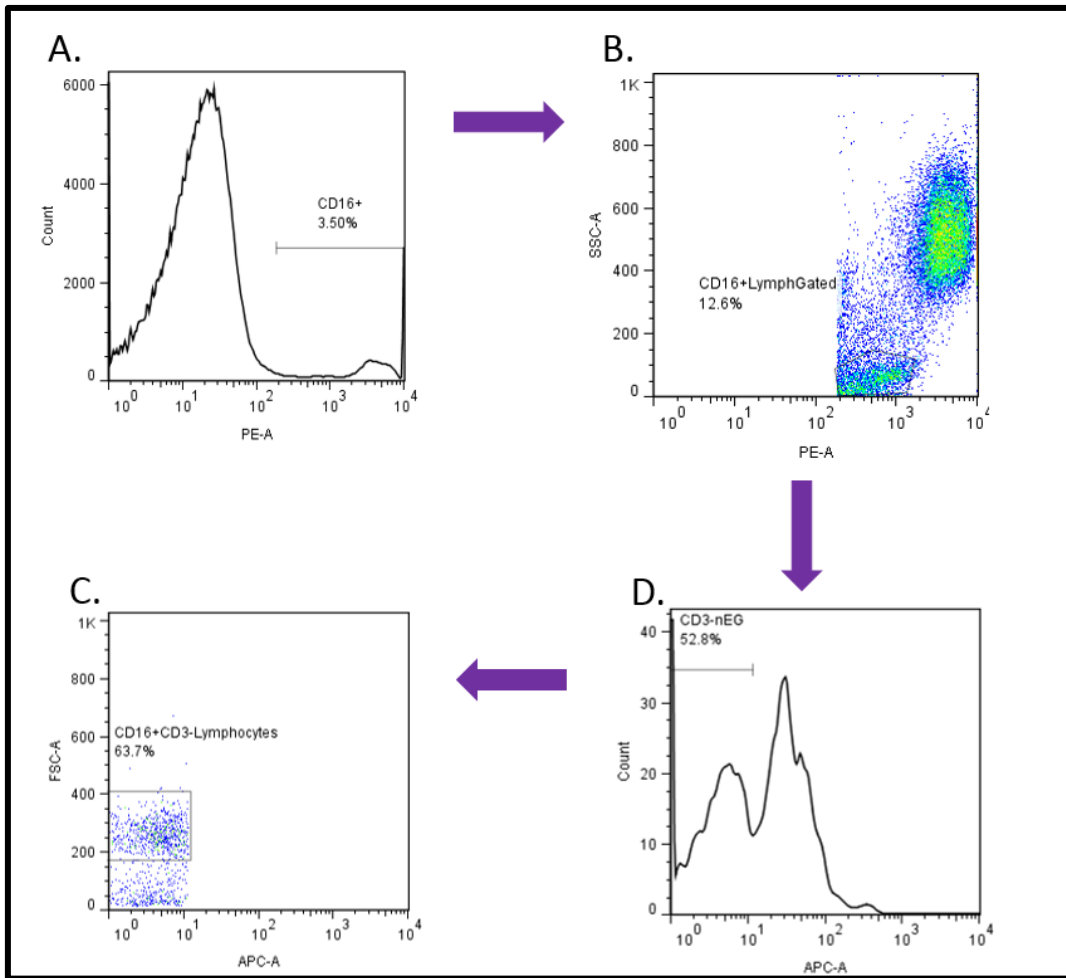 A.
6000
4000
2000
0
Count
CD16+
3.50%
10^0 10^1 10^2 10^3 10^4
PE-A
B.
1K
800
600
400
200
0
SSC-A
CD16+LymphGated
12.6%
10^0 10^1 10^2 10^3 10^4
PE-A
C.
1K
800
600
400
200
0
FSC-A
CD16+CD3-Lymphocytes
63.7%
10^0 10^1 10^2 10^3 10^4
APC-A
D.
40
30
20
10
0
Count
CD3-nEG
52.8%
10^0 10^1 10^2 10^3 10^4
APC-A